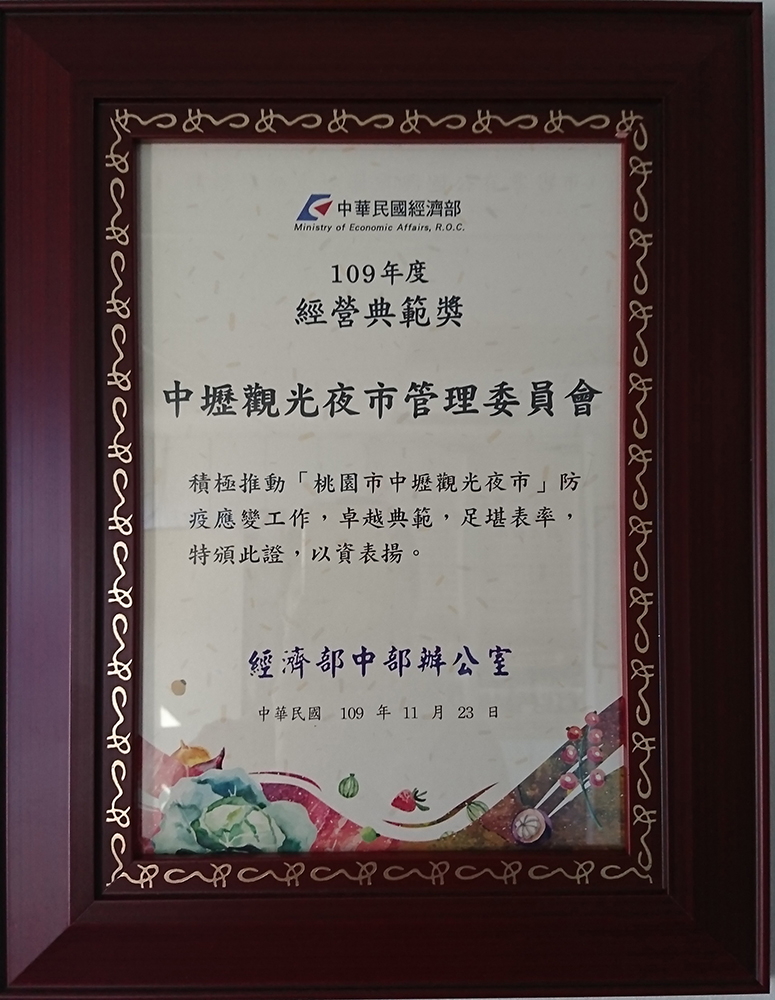 中華民國經濟部
Ministry of Economic Affairs, R.O.C.
109年度
經營典範獎
中壢觀光夜市管理委員會
積極推動「桃園市中壢觀光夜市」防
疫應變工作，卓越典範，足堪表率，
特頒此證，以資表揚。
經濟部中部辦公室
中華民國 109 年 11 月 23 日